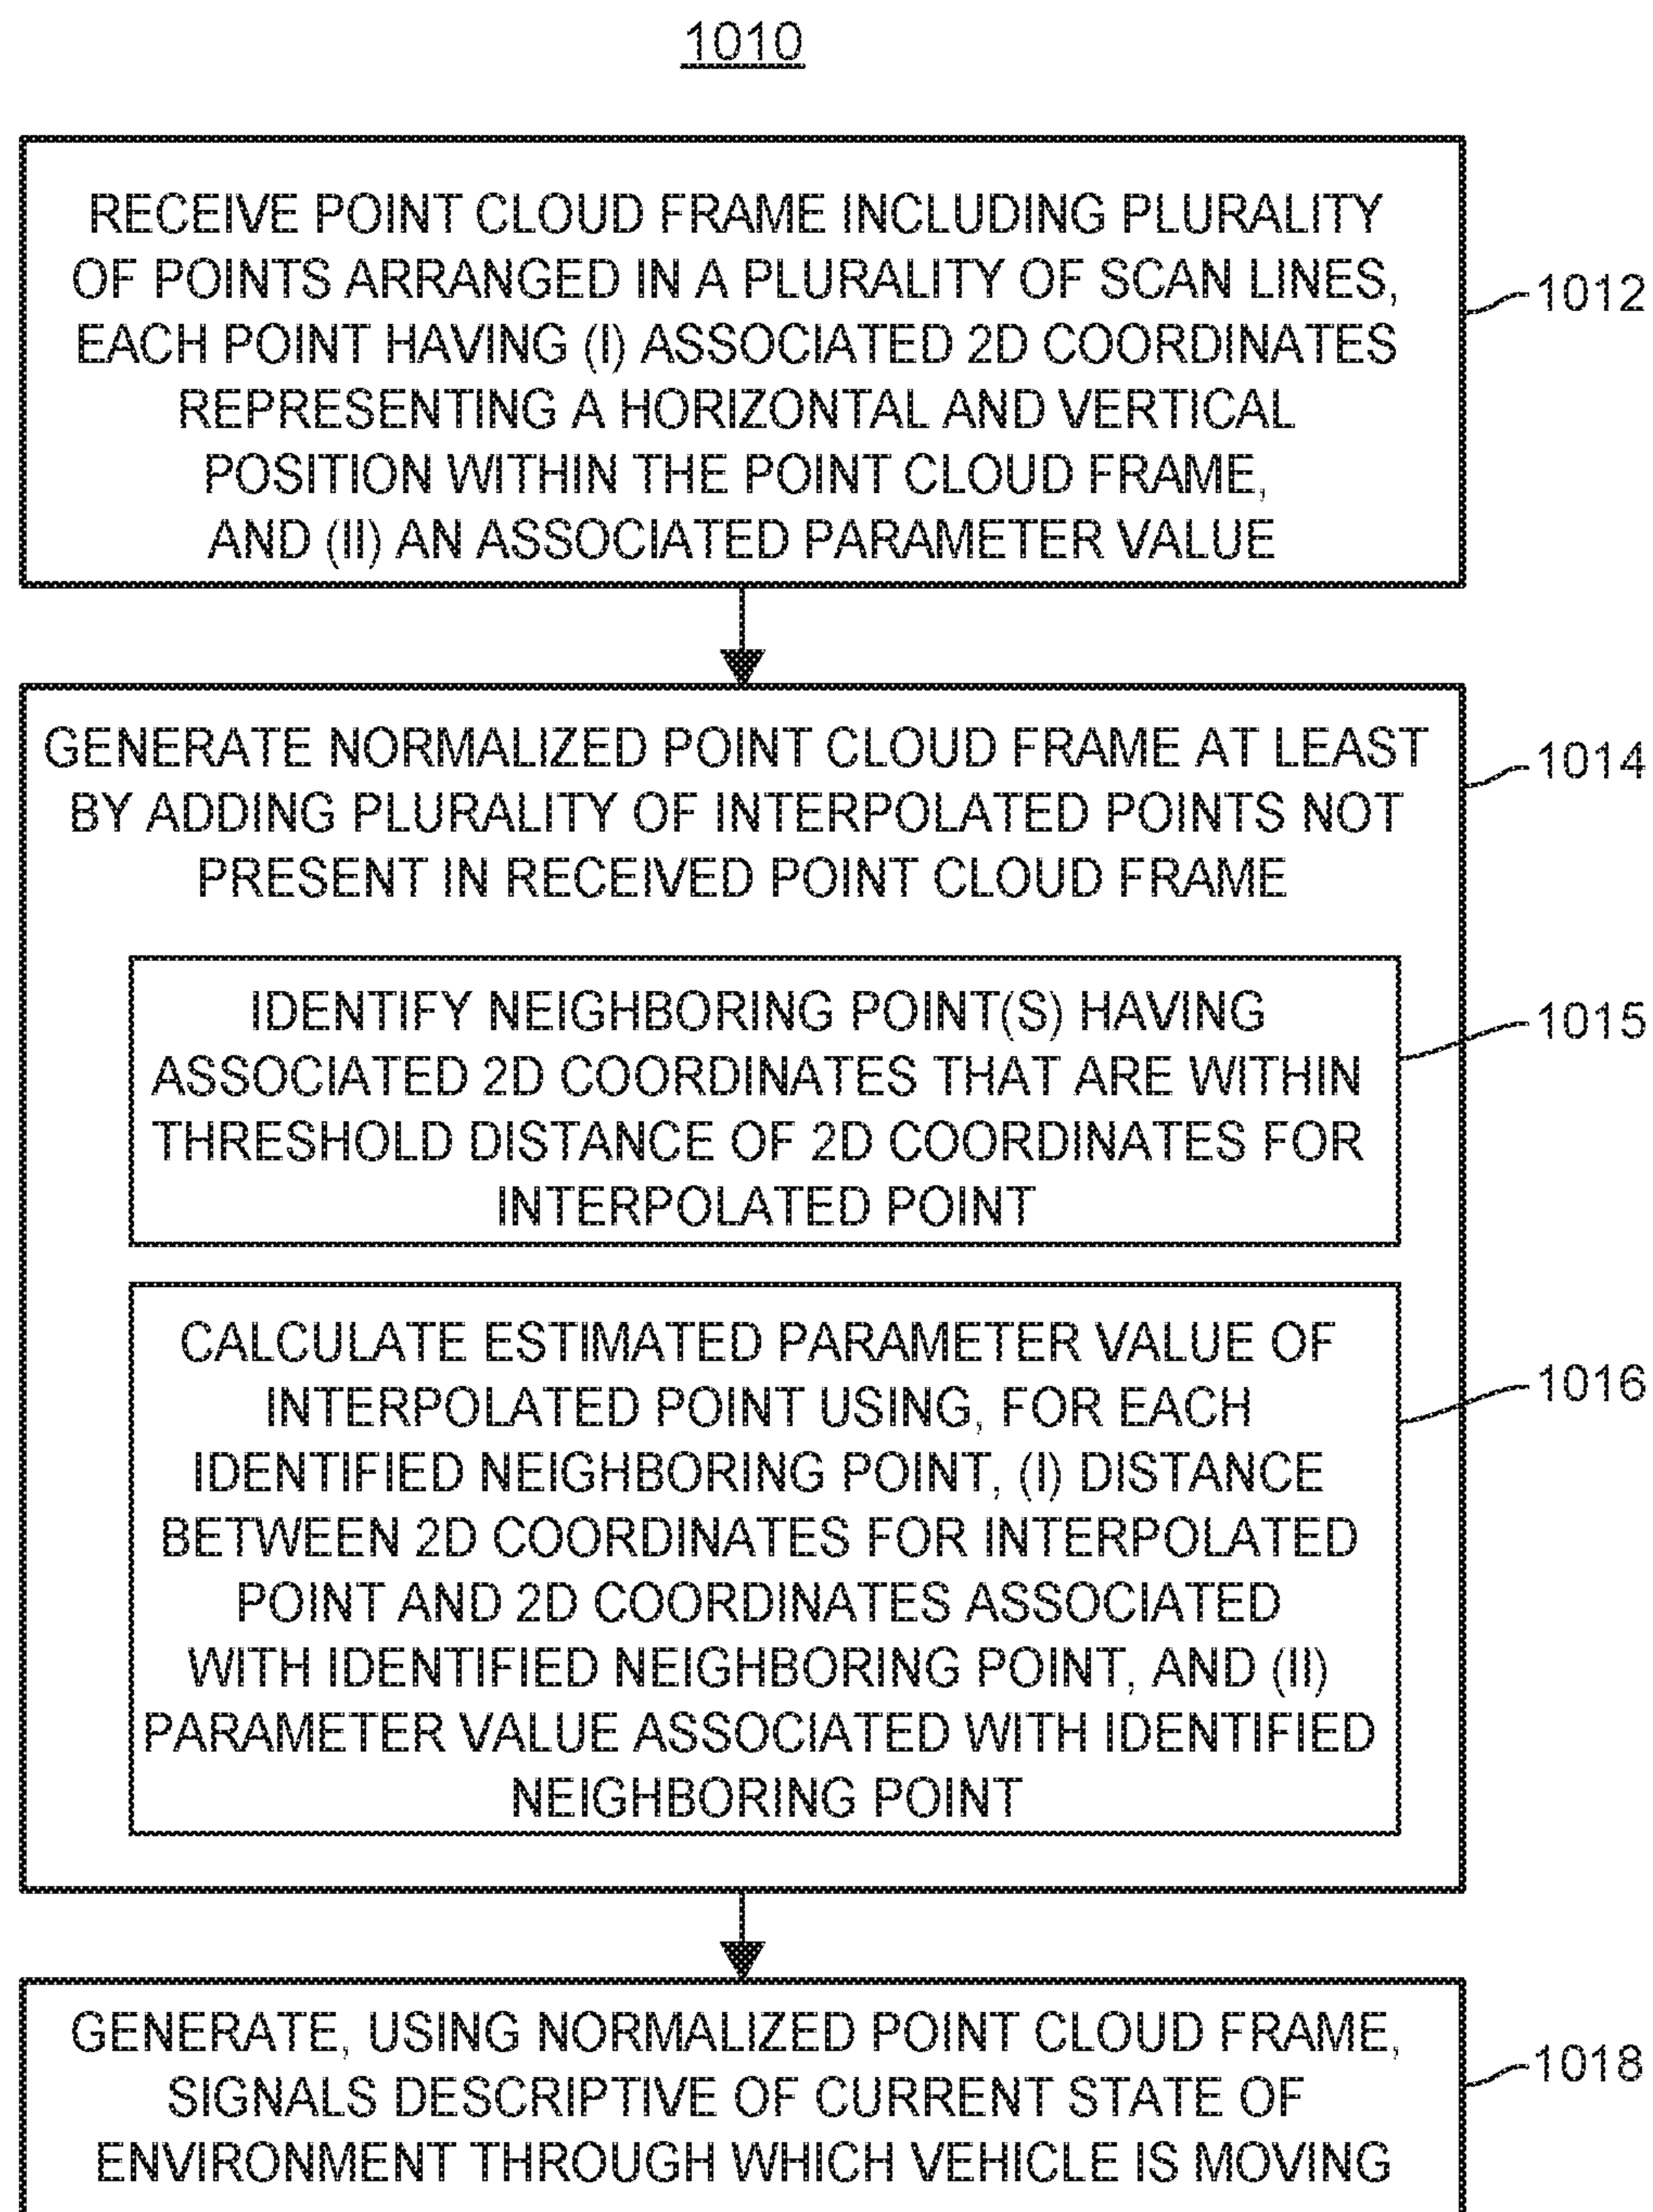 1010
RECEIVE POINT CLOUD FRAME INCLUDING PLURALITY
OF POINTS ARRANGED IN A PLURALITY OF SCAN LINES,
EACH POINT HAVING (I) ASSOCIATED 2D COORDINATES
REPRESENTING A HORIZONTAL AND VERTICAL
POSITION WITHIN THE POINT CLOUD FRAME,
AND (II) AN ASSOCIATED PARAMETER VALUE
1012
GENERATE NORMALIZED POINT CLOUD FRAME AT LEAST
BY ADDING PLURALITY OF INTERPOLATED POINTS NOT
PRESENT IN RECEIVED POINT CLOUD FRAME
1014
IDENTIFY NEIGHBORING POINT(S) HAVING
ASSOCIATED 2D COORDINATES THAT ARE WITHIN
THRESHOLD DISTANCE OF 2D COORDINATES FOR
INTERPOLATED POINT
1015
CALCULATE ESTIMATED PARAMETER VALUE OF
INTERPOLATED POINT USING, FOR EACH
IDENTIFIED NEIGHBORING POINT, (I) DISTANCE
BETWEEN 2D COORDINATES FOR INTERPOLATED
POINT AND 2D COORDINATES ASSOCIATED
WITH IDENTIFIED NEIGHBORING POINT, AND (II)
PARAMETER VALUE ASSOCIATED WITH IDENTIFIED
NEIGHBORING POINT
1016
GENERATE, USING NORMALIZED POINT CLOUD FRAME,
SIGNALS DESCRIPTIVE OF CURRENT STATE OF
ENVIRONMENT THROUGH WHICH VEHICLE IS MOVING
1018